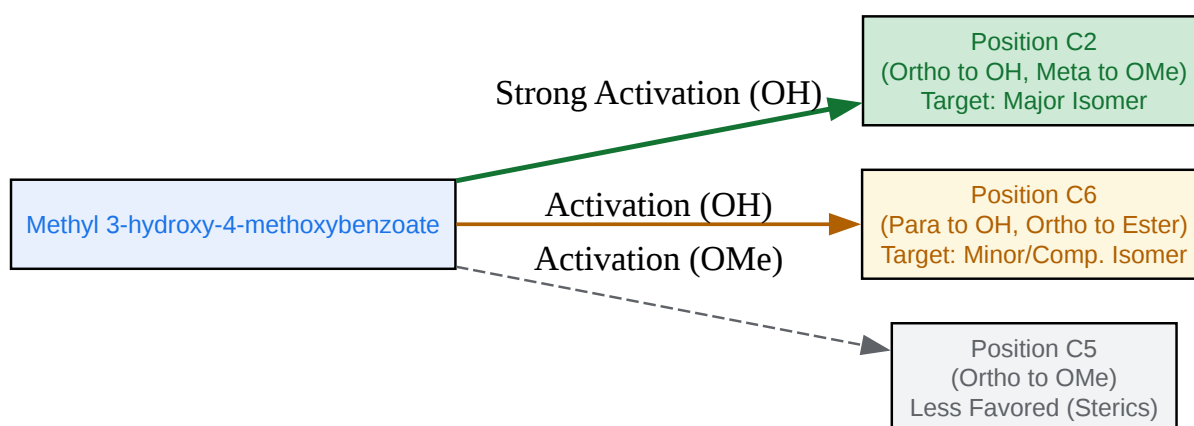 Position C2
(Ortho to OH, Meta to OMe)
Target: Major Isomer
Strong Activation (OH)
Methyl 3-hydroxy-4-methoxybenzoate
Activation (OH)
Position C6
(Para to OH, Ortho to Ester)
Target: Minor/Comp. Isomer
Activation (OMe)
Position C5
(Ortho to OMe)
Less Favored (Sterics)